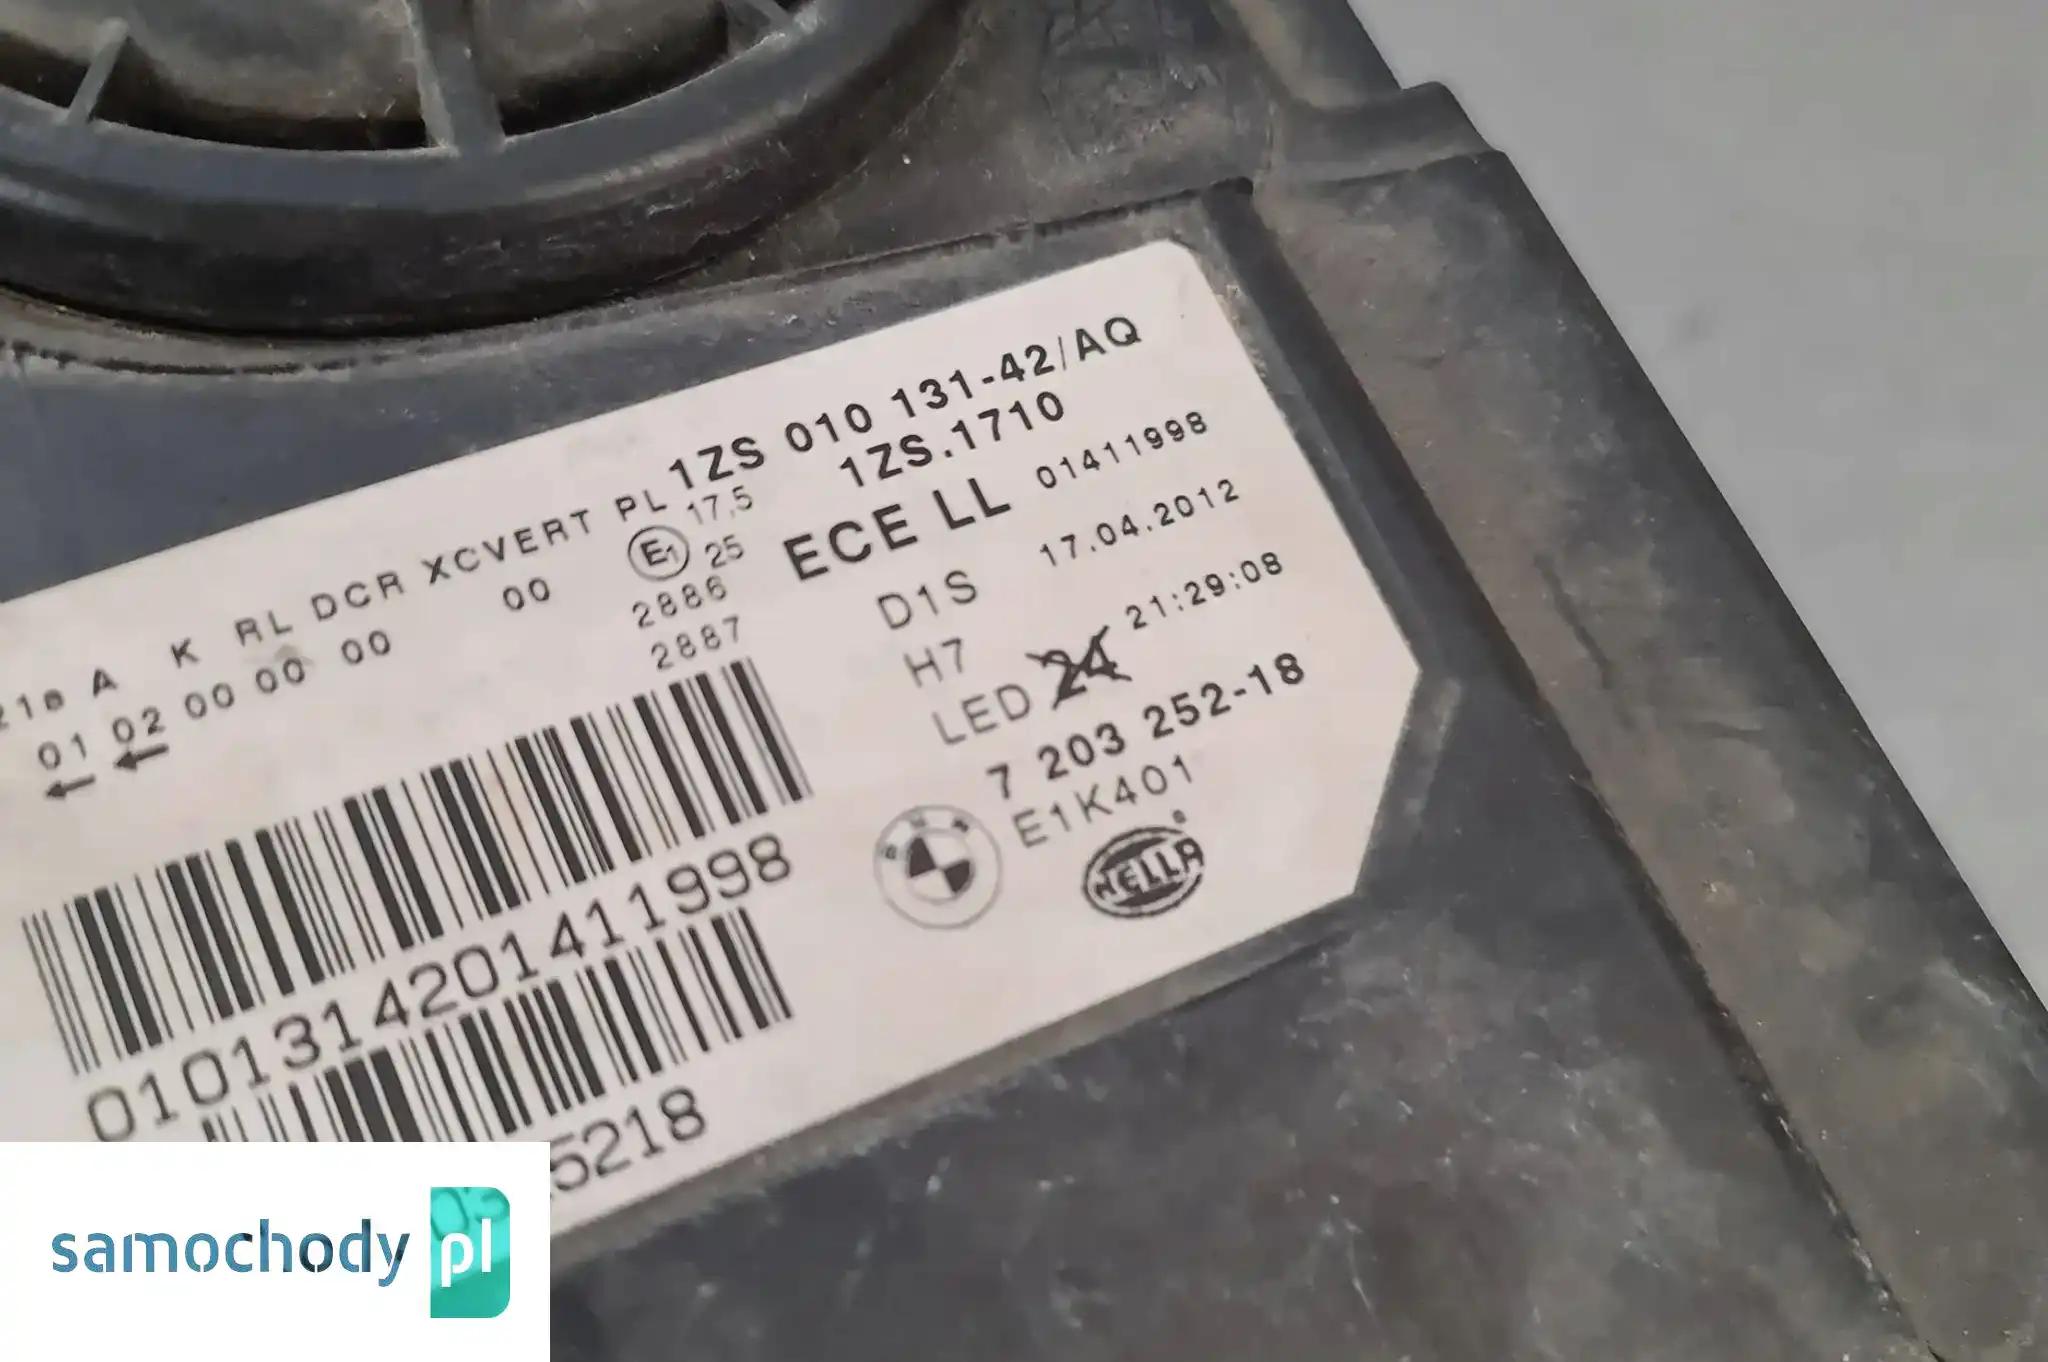 1ZS 010 131-42/AQ
1ZS.1710
A K RL DCR XCVERT PL
01 02 00 00 00 00
E1 17,5
25
2886
2887
ECE LL 01411998
D1S 17.04.2012
H7 21:29:08
LED 24
7 203 252-18
E1K401
HELLA
0101314201411998
5218
samochody pl